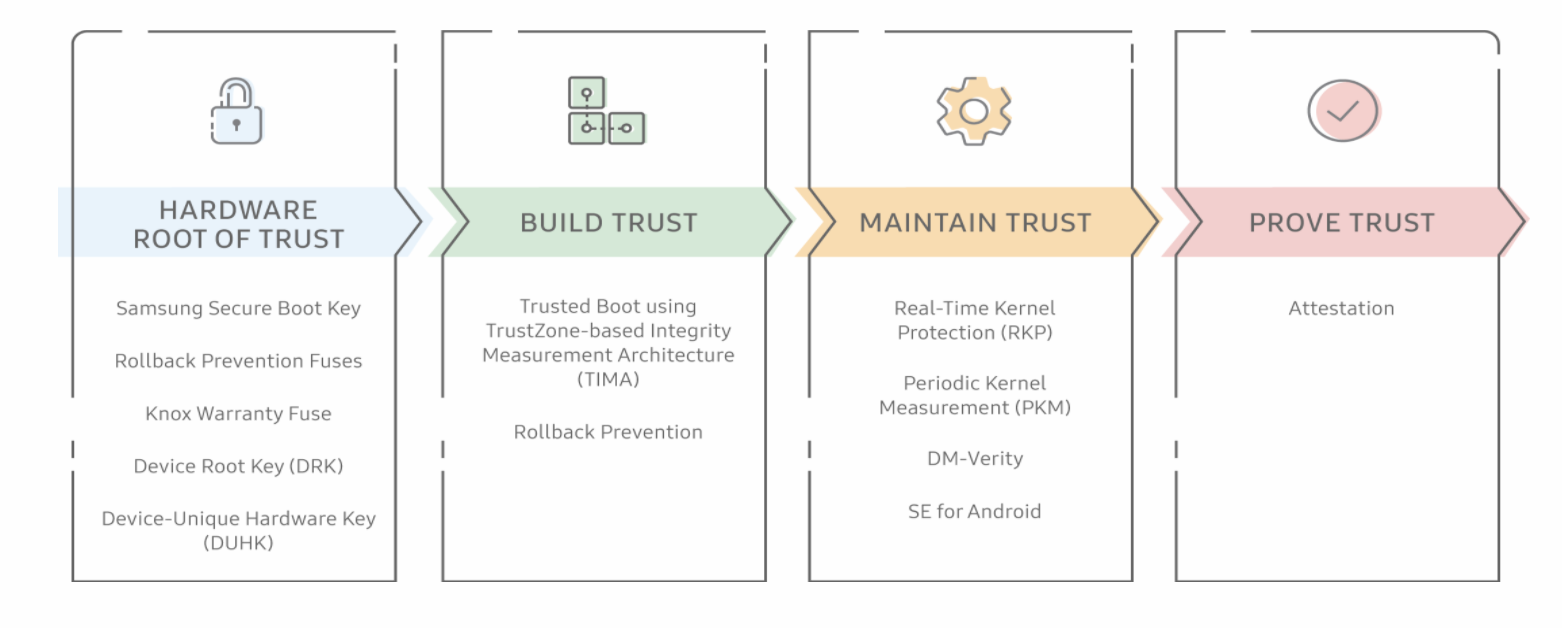 HARDWARE
ROOT OF TRUST
Samsung Secure Boot Key
Rollback Prevention Fuses
Knox Warranty Fuse
Device Root Key (DRK)
Device-Unique Hardware Key
(DUHK)
BUILD TRUST
Trusted Boot using
TrustZone-based Integrity
Measurement Architecture
(TIMA)
Rollback Prevention
MAINTAIN TRUST
Real-Time Kernel
Protection (RKP)
Periodic Kernel
Measurement (PKM)
DM-Verity
SE for Android
PROVE TRUST
Attestation